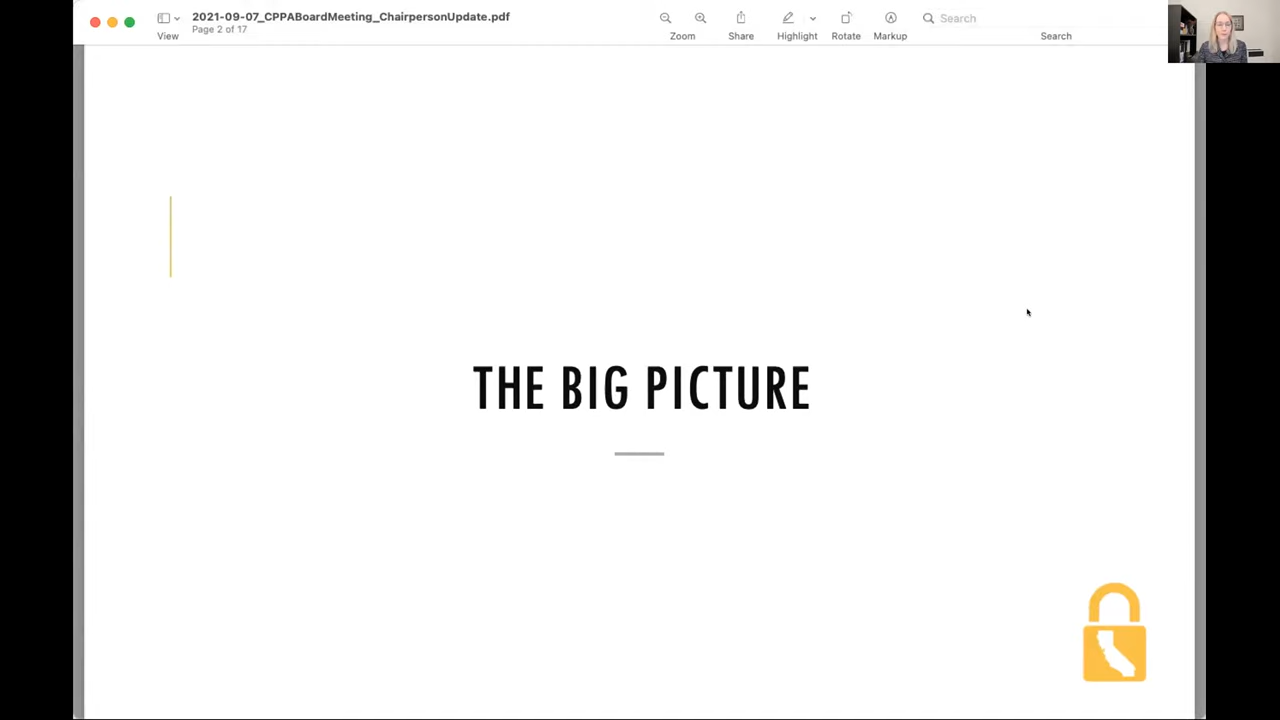 2021-09-07_CPPABoardMeeting_ChairpersonUpdate.pdf
Page 2 of 17
View
Zoom
Share
Highlight
Rotate
Markup
Search
Search
THE BIG PICTURE